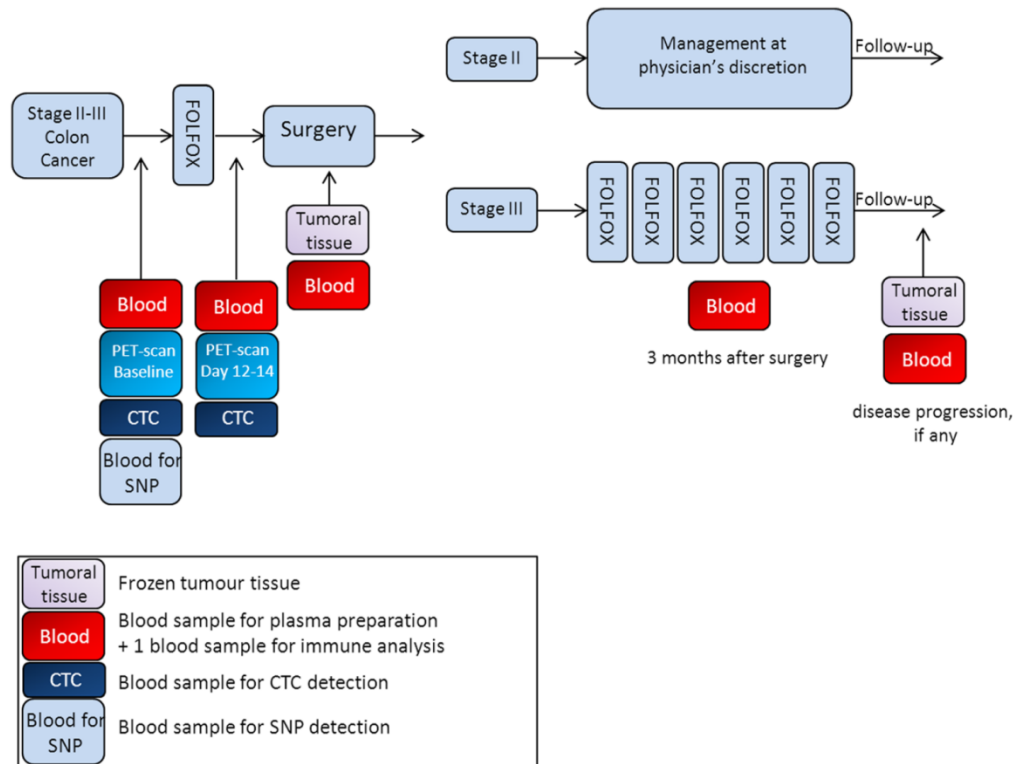 Stage II-III
Colon
Cancer
FOLFOX
Surgery
Tumoral
tissue
Blood
Blood
PET-scan
Baseline
CTC
Blood for
SNP
Blood
PET-scan
Day 12-14
CTC
Stage II
Management at
physician's discretion
Follow-up
Stage III
FOLFOX
FOLFOX
FOLFOX
FOLFOX
FOLFOX
FOLFOX
Follow-up
Blood
3 months after surgery
Tumoral
tissue
Blood
disease progression,
if any
Tumoral
tissue
Frozen tumour tissue
Blood
Blood sample for plasma preparation
+ 1 blood sample for immune analysis
CTC
Blood sample for CTC detection
Blood for
SNP
Blood sample for SNP detection